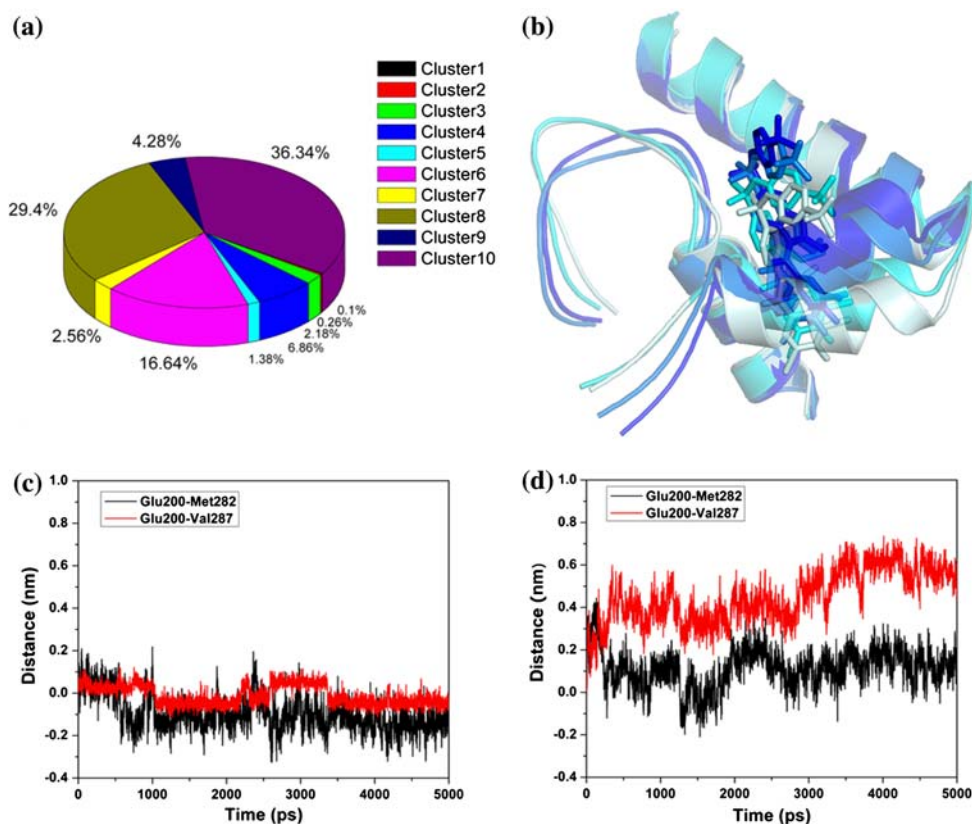 (a)
Cluster1
Cluster2
Cluster3
Cluster4
Cluster5
Cluster6
Cluster7
Cluster8
Cluster9
Cluster10
4.28%
36.34%
29.4%
0.1%
0.26%
2.18%
6.86%
1.38%
16.64%
2.56%
(b)
(c)
Glu200-Met282
Glu200-Val287
Distance (nm)
1.0
0.8
0.6
0.4
0.2
0.0
-0.2
-0.4
0
1000
2000
3000
4000
5000
Time (ps)
(d)
Glu200-Met282
Glu200-Val287
Distance (nm)
1.0
0.8
0.6
0.4
0.2
0.0
-0.2
-0.4
0
1000
2000
3000
4000
5000
Time (ps)